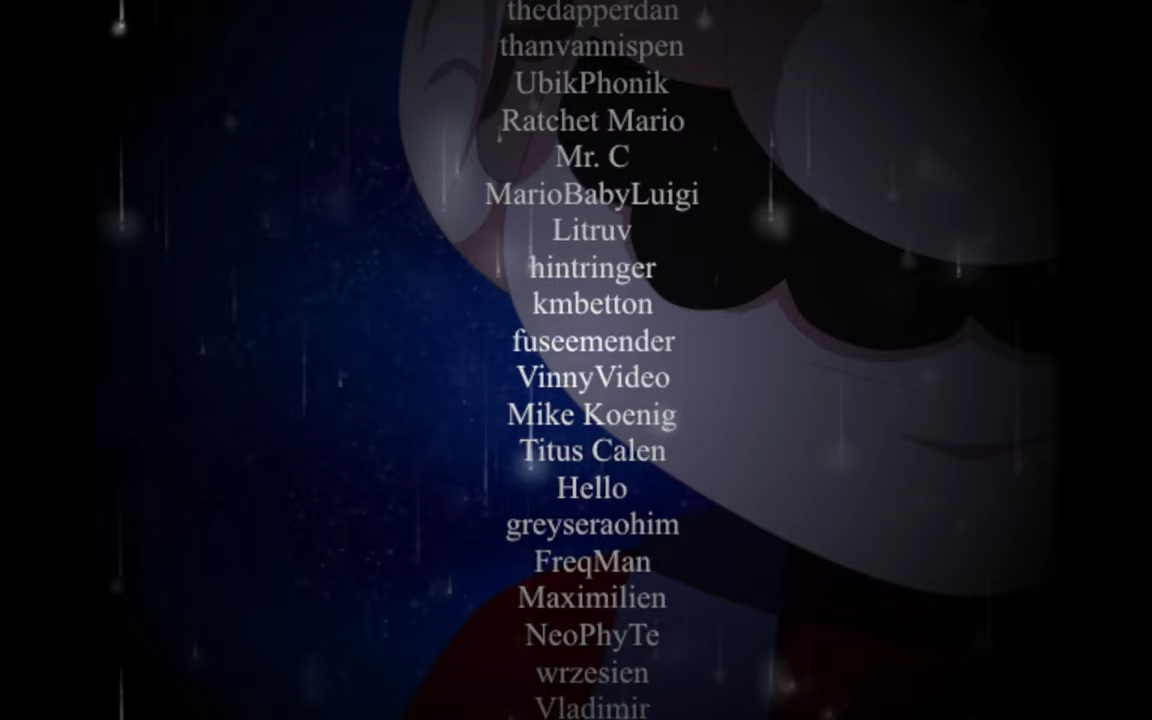 thedapperdan
thanvannispen
UbikPhonik
Ratchet Mario
Mr. C
MarioBabyLuigi
Litruv
hintringer
kmbetton
fuseemender
VinnyVideo
Mike Koenig
Titus Calen
Hello
greyseraohim
FreqMan
Maximilien
NeoPhyTe
wrzesien
Vladimir